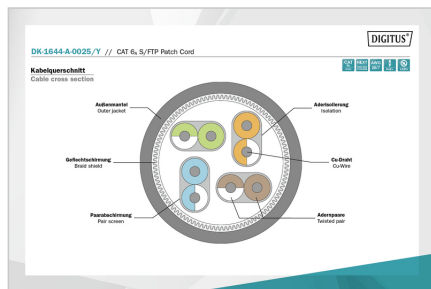 DIGITUS®
DK-1644-A-0025/Y // CAT 6A S/FTP Patch Cord
Kabelquerschnitt
Cable cross section
Außenmantel
Outer jacket
Aderisolierung
Isolation
Geflechtschirmung
Braid shield
Cu-Draht
Cu-Wire
Paarabschirmung
Pair screen
Adernpaare
Twisted pair